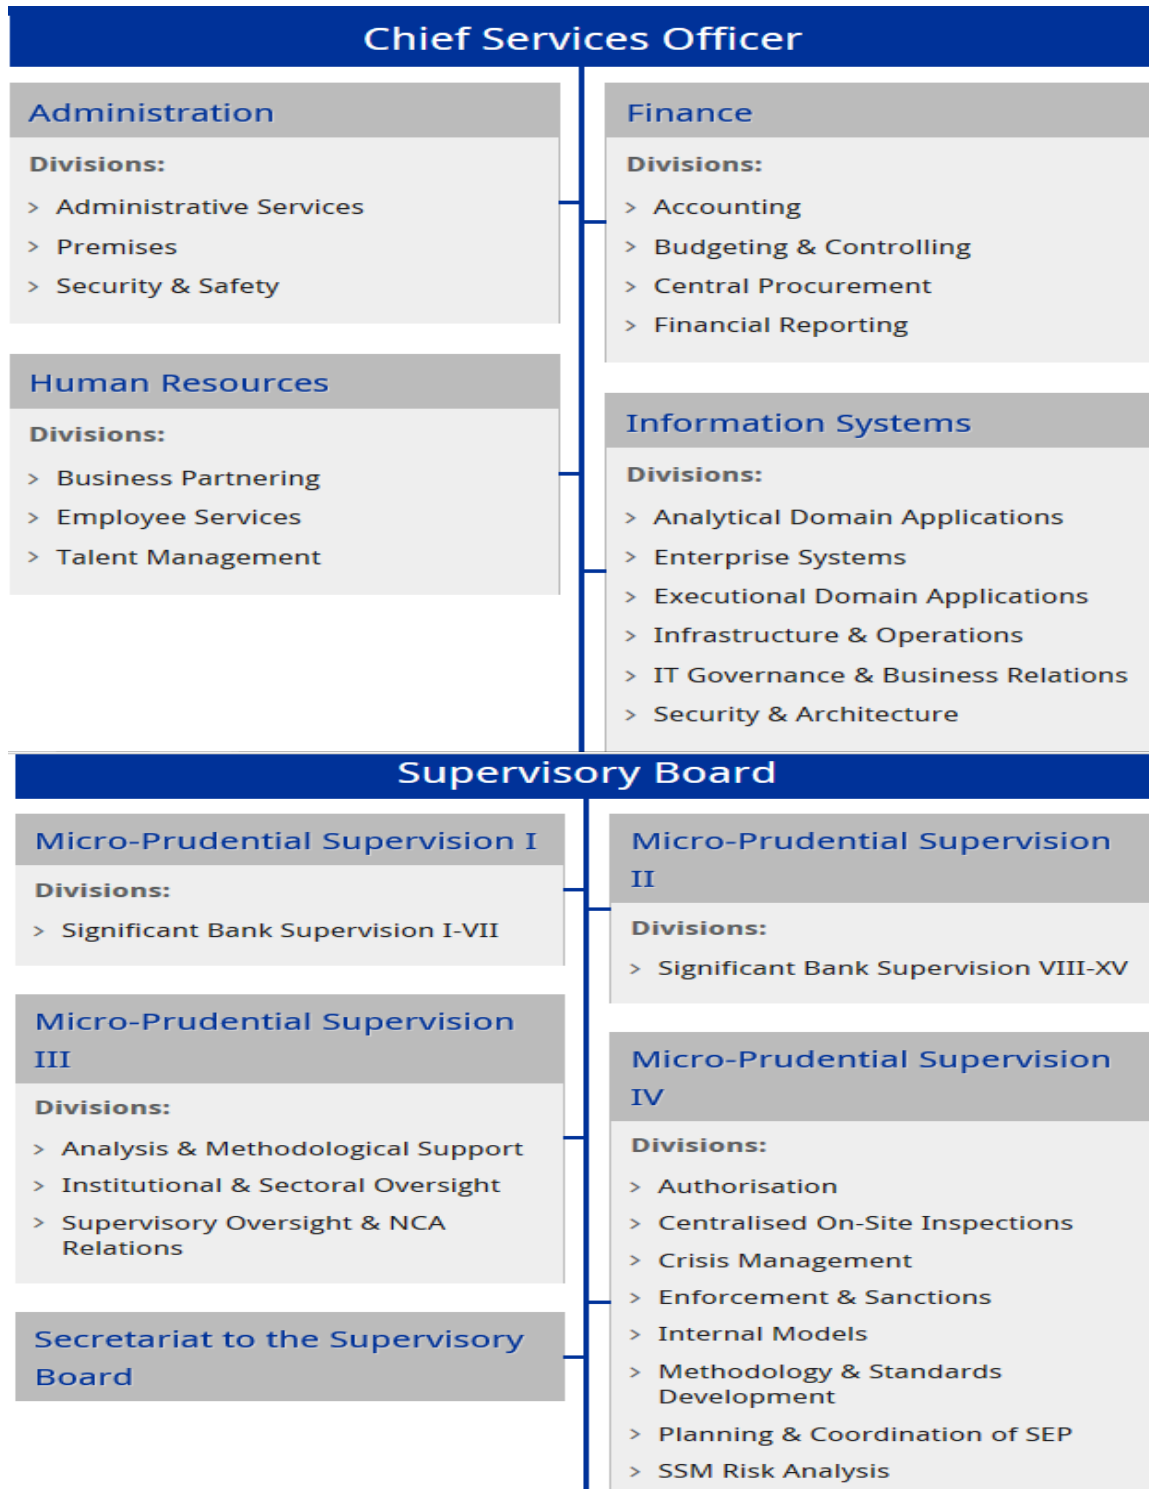 Chief Services Officer
Administration
Divisions:
> Administrative Services
> Premises
> Security & Safety
Human Resources
Divisions:
> Business Partnering
> Employee Services
> Talent Management
Finance
Divisions:
> Accounting
> Budgeting & Controlling
> Central Procurement
> Financial Reporting
Information Systems
Divisions:
> Analytical Domain Applications
> Enterprise Systems
> Executional Domain Applications
> Infrastructure & Operations
> IT Governance & Business Relations
> Security & Architecture
Supervisory Board
Micro-Prudential Supervision I
Divisions:
> Significant Bank Supervision I-VII
Micro-Prudential Supervision
III
Divisions:
> Analysis & Methodological Support
> Institutional & Sectoral Oversight
> Supervisory Oversight & NCA
Relations
Secretariat to the Supervisory
Board
Micro-Prudential Supervision
II
Divisions:
> Significant Bank Supervision VIII-XV
Micro-Prudential Supervision
IV
Divisions:
> Authorisation
> Centralised On-Site Inspections
> Crisis Management
> Enforcement & Sanctions
> Internal Models
> Methodology & Standards
Development
> Planning & Coordination of SEP
> SSM Risk Analysis